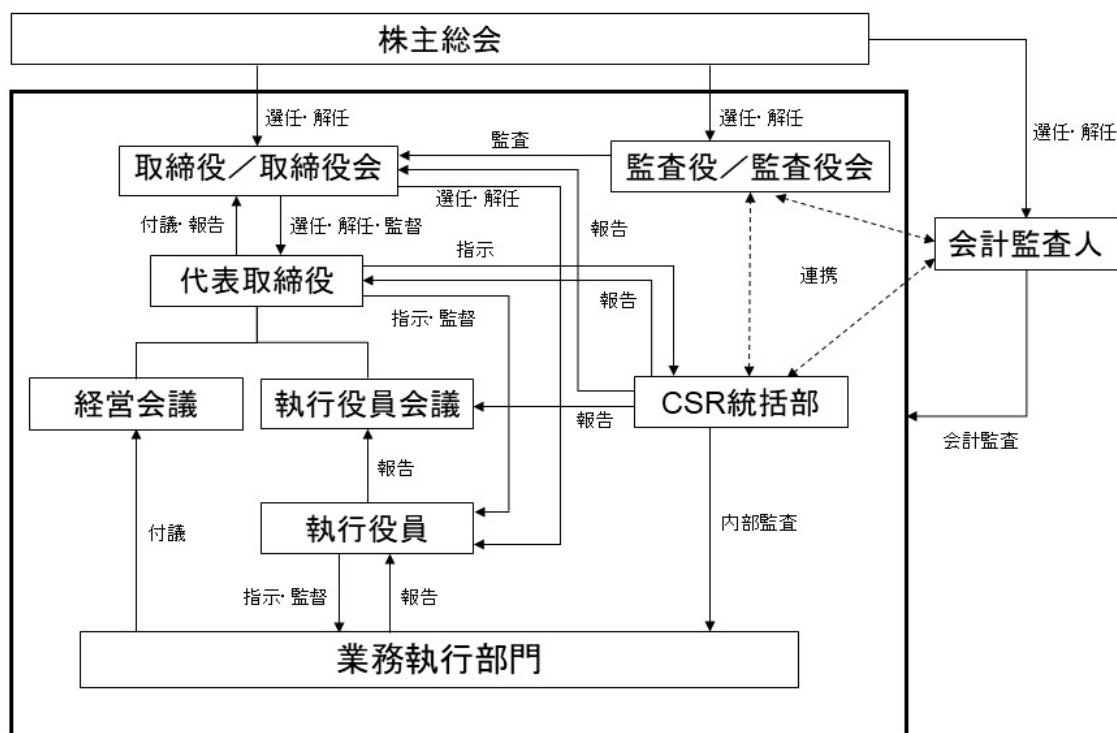 株主総会
選任・解任
選任・解任
選任・解任
監査
取締役／取締役会
監査役／監査役会
選任・解任
付議・報告
選任・解任・監督
報告
会計監査人
指示
代表取締役
連携
報告
指示・監督
経営会議
執行役員会議
CSR統括部
報告
会計監査
報告
執行役員
内部監査
付議
指示・監督
報告
業務執行部門